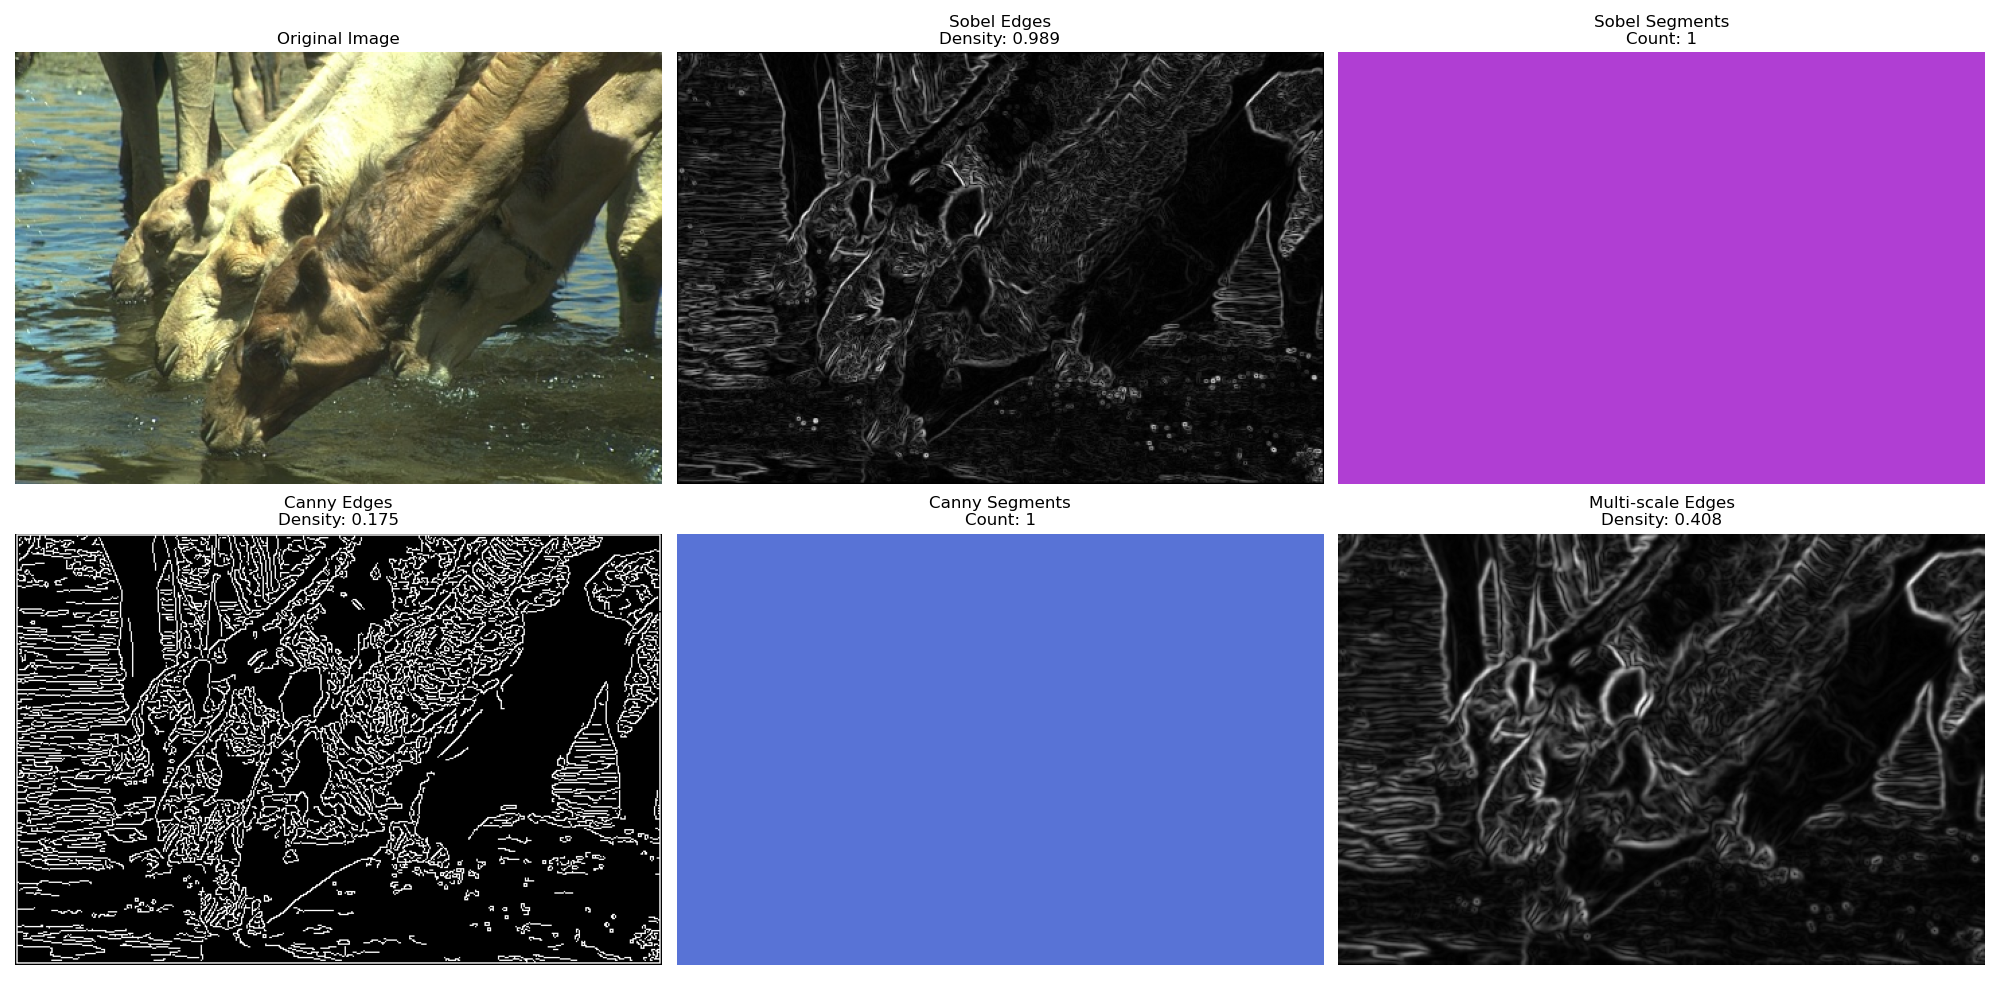 Original Image
Sobel Edges
Density: 0.989
Sobel Segments
Count: 1
Canny Edges
Density: 0.175
Canny Segments
Count: 1
Multi-scale Edges
Density: 0.408